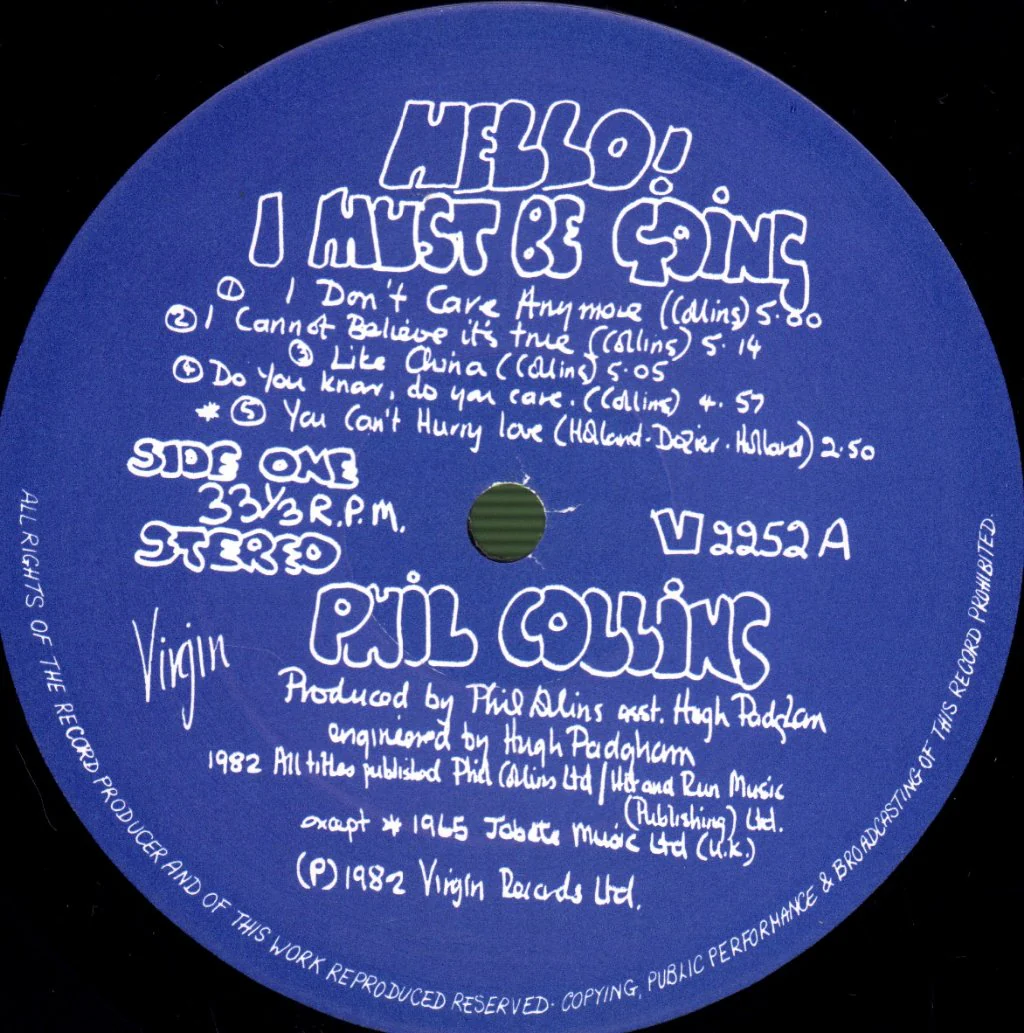 HELLO!
I MUST BE GOING
① I Don't Care Anymore (Collins) 5.00
② I Cannot Believe it's true (Collins) 5.14
③ Like China (Collins) 5.05
④ Do You know, do you care. (Collins) 4.57
* ⑤ You Can't Hurry love (Holland-Dozier.Holland) 2.50
SIDE ONE
33⅓ R.P.M.
STEREO
V2252A
PHIL COLLINS
Virgin
Produced by Phil Collins asst. Hugh Padgham
engineered by Hugh Padgham
1982 All titles published Phil Collins Ltd / Hit and Run Music
(Publishing) Ltd.
except * 1965 Jobete Music Ltd (U.K.)
(P) 1982 Virgin Records Ltd.
ALL RIGHTS OF THE RECORD PRODUCER AND OF THIS WORK REPRODUCED RESERVED· COPYING, PUBLIC PERFORMANCE & BROADCASTING OF THIS RECORD PROHIBITED·